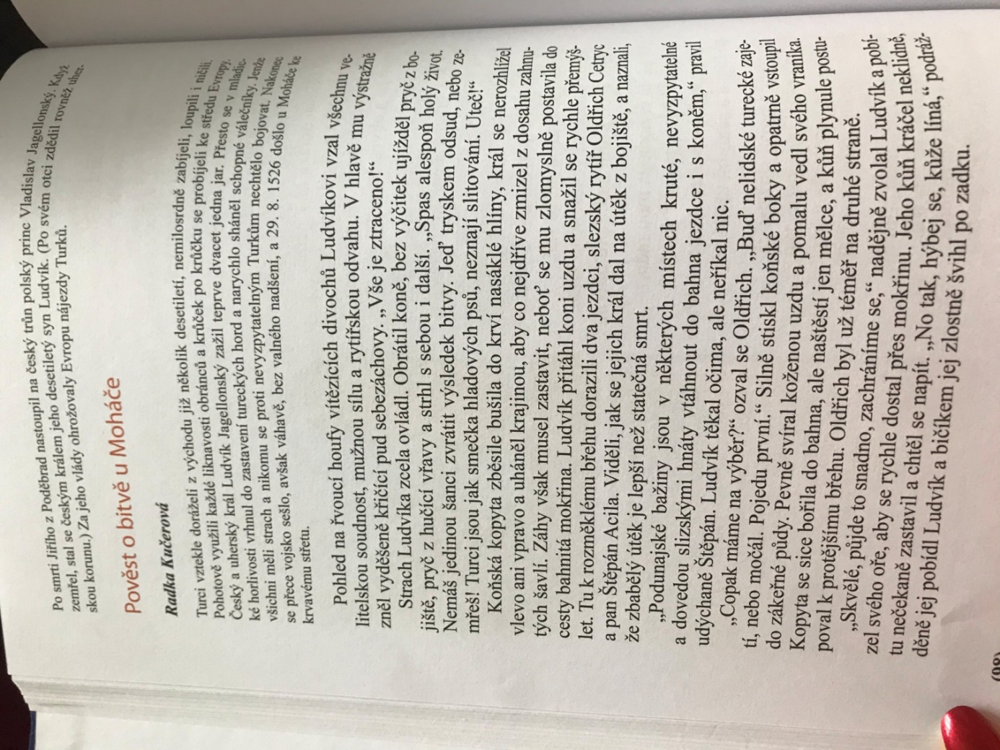 Po smrti Jiřího z Poděbrad nastoupil na český trůn polský princ Vladislav Jagellonský. Když
zemřel, stal se českým králem jeho desetiletý syn Ludvík. (Po svém otci zdědil rovněž uher-
skou korunu.) Za jeho vlády ohrožovaly Evropu nájezdy Turků.
Pověst o bitvě u Moháče
Radka Kučerová
Turci vztekle doráželi z východu již několik desetiletí, nemilosrdně zabíjeli, loupili i ničili.
Pohotově využili každé liknavosti obránců a krůček po krůčku se probíjeli ke středu Evropy.
Český a uherský král Ludvík Jagellonský zažil teprve dvacet jedna jar. Přesto se v mladic-
ké horlivosti vrhnul do zastavení tureckých hord a narychlo sháněl schopné válečníky. Jenže
všichni měli strach a nikomu se proti nevyzpytatelným Turkům nechtělo bojovat. Nakonec
se přece vojsko sešlo, avšak váhavě, bez valného nadšení, a 29. 8. 1526 došlo u Moháče ke
krvavému střetu.
Pohled na řvoucí houfy vítězících divochů Ludvíkovi vzal všechnu ve-
litelskou soudnost, mužnou sílu a rytířskou odvahu. V hlavě mu výstražně
zněl vyděšeně křičící pud sebezáchovy. „Vše je ztraceno!“
Strach Ludvíka zcela ovládl. Obrátil koně, bez výčitek ujížděl pryč z bo-
jiště, pryč z hučící vřavy a strhl s sebou i další. „Spas alespoň holý život.
Nemáš jedinou šanci zvrátit výsledek bitvy. Jeď tryskem odsud, nebo ze-
mřeš! Turci jsou jak smečka hladových psů, neznají slitování. Uteč!“
Koňská kopyta zběsile bušila do krví nasáklé hlíny, král se nerozhlížel
vlevo ani vpravo a uháněl krajinou, aby co nejdříve zmizel z dosahu zahnu-
tých šavlí. Záhy však musel zastavit, neboť se mu zlomyslně postavila do
cesty bahnitá mokřina. Ludvík přitáhl koni uzdu a snažil se rychle přemýš-
let. Tu k rozměklému břehu dorazili dva jezdci, slezský rytíř Oldřich Cetryc
a pan Štěpán Acila. Viděli, jak se jejich král dal na útěk z bojiště, a naznali,
že zbabělý útěk je lepší než statečná smrt.
„Podunajské bažiny jsou v některých místech kruté, nevyzpytatelné
a dovedou slizskými hnáty vtáhnout do bahna jezdce i s koněm,“ pravil
udýchaně Štěpán. Ludvík těkal očima, ale neříkal nic.
„Copak máme na výběr?“ ozval se Oldřich. „Buď nelidské turecké zaje-
tí, nebo močál. Pojedu první.“ Silně stiskl koňské boky a opatrně vstoupil
do zákeřné půdy. Pevně svíral koženou uzdu a pomalu vedl svého vraníka.
Kopyta se sice bořila do bahna, ale naštěstí jen mělce, a kůň plynule postu-
poval k protějšímu břehu. Oldřich byl už téměř na druhé straně.
„Skvělé, půjde to snadno, zachráníme se,“ nadějně zvolal Ludvík a pobí-
zel svého oře, aby se rychle dostal přes mokřinu. Jeho kůň kráčel neklidně,
tu nečekaně zastavil a chtěl se napít. „No tak, hýbej se, kůže líná,“ podráž-
děně jej pobídl Ludvík a bičíkem jej zlostně švihl po zadku.